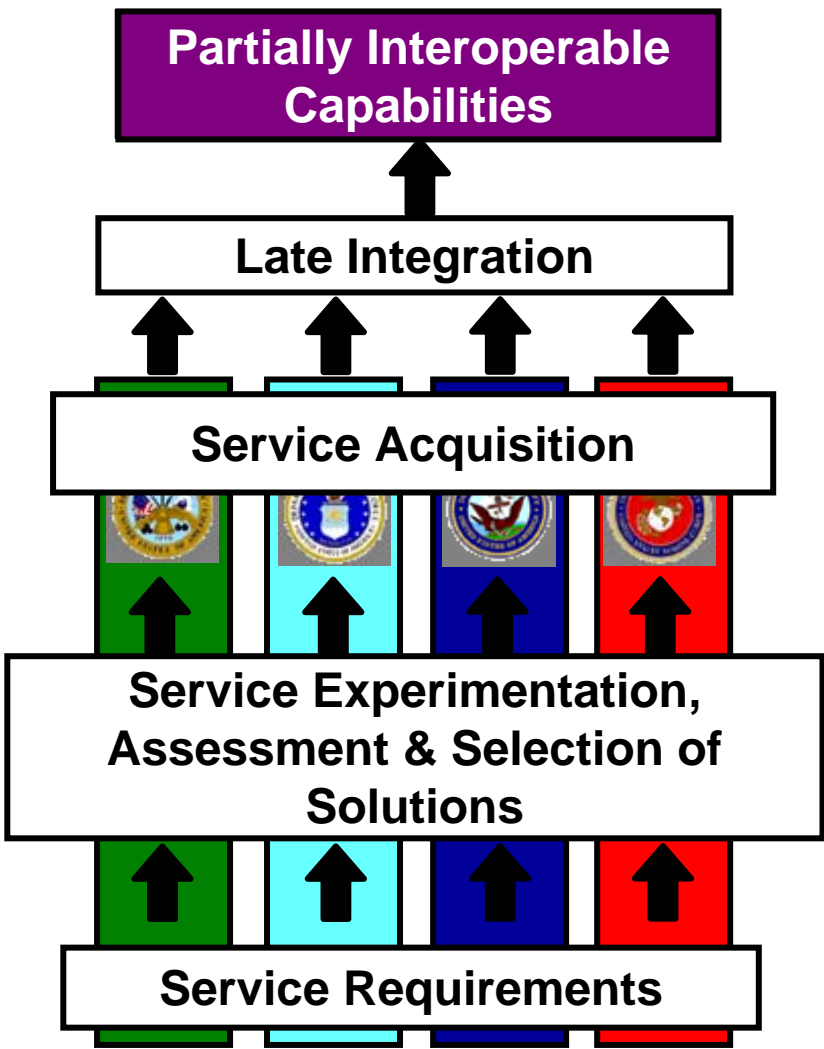 Partially Interoperable
Capabilities
Late Integration
Service Acquisition
Service Experimentation,
Assessment & Selection of
Solutions
Service Requirements